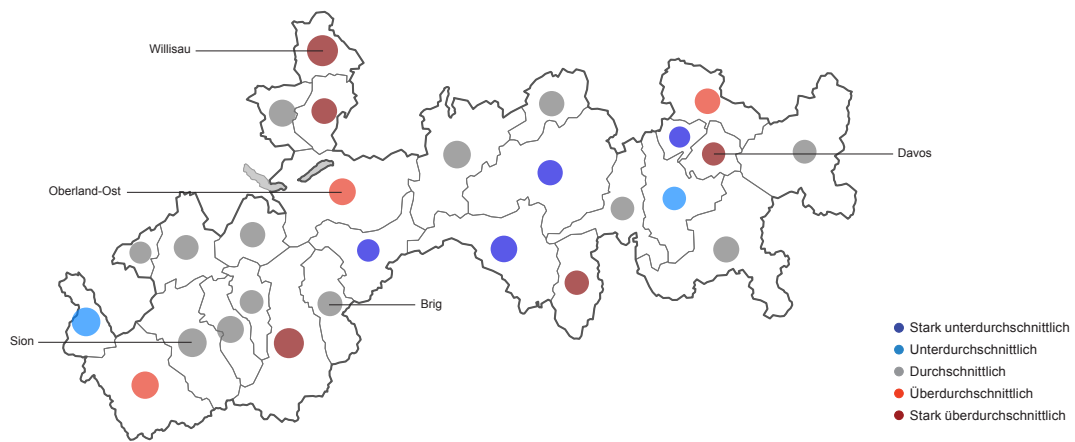 Willisau
Davos
Oberland-Ost
Brig
Sion
Stark unterdurchschnittlich
Unterdurchschnittlich
Durchschnittlich
Überdurchschnittlich
Stark überdurchschnittlich